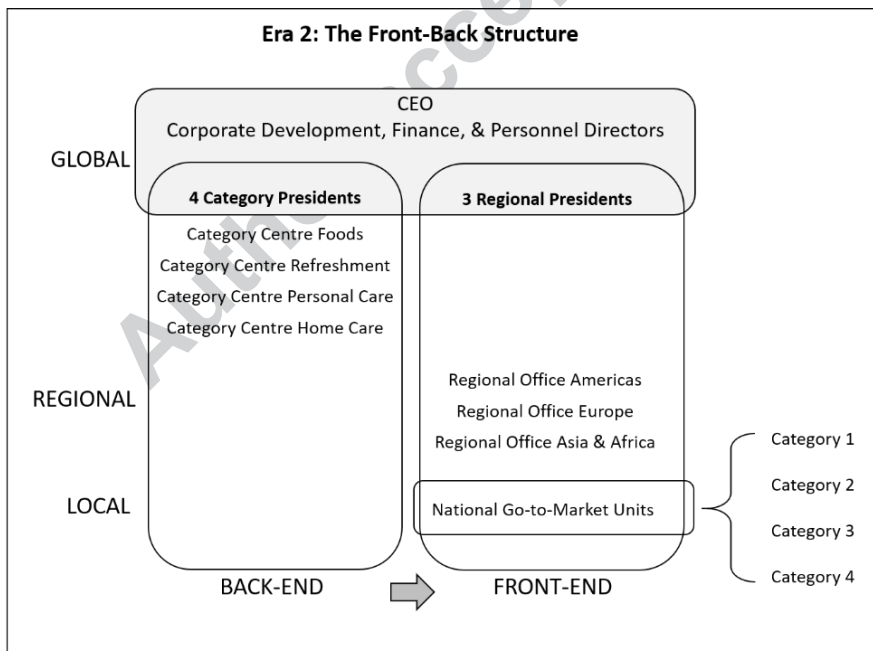 Era 2: The Front-Back Structure
CEO
Corporate Development, Finance, & Personnel Directors
GLOBAL
4 Category Presidents
3 Regional Presidents
Category Centre Foods
Category Centre Refreshment
Category Centre Personal Care
Category Centre Home Care
REGIONAL
Regional Office Americas
Regional Office Europe
Regional Office Asia & Africa
LOCAL
National Go-to-Market Units
Category 1
Category 2
Category 3
Category 4
BACK-END
FRONT-END